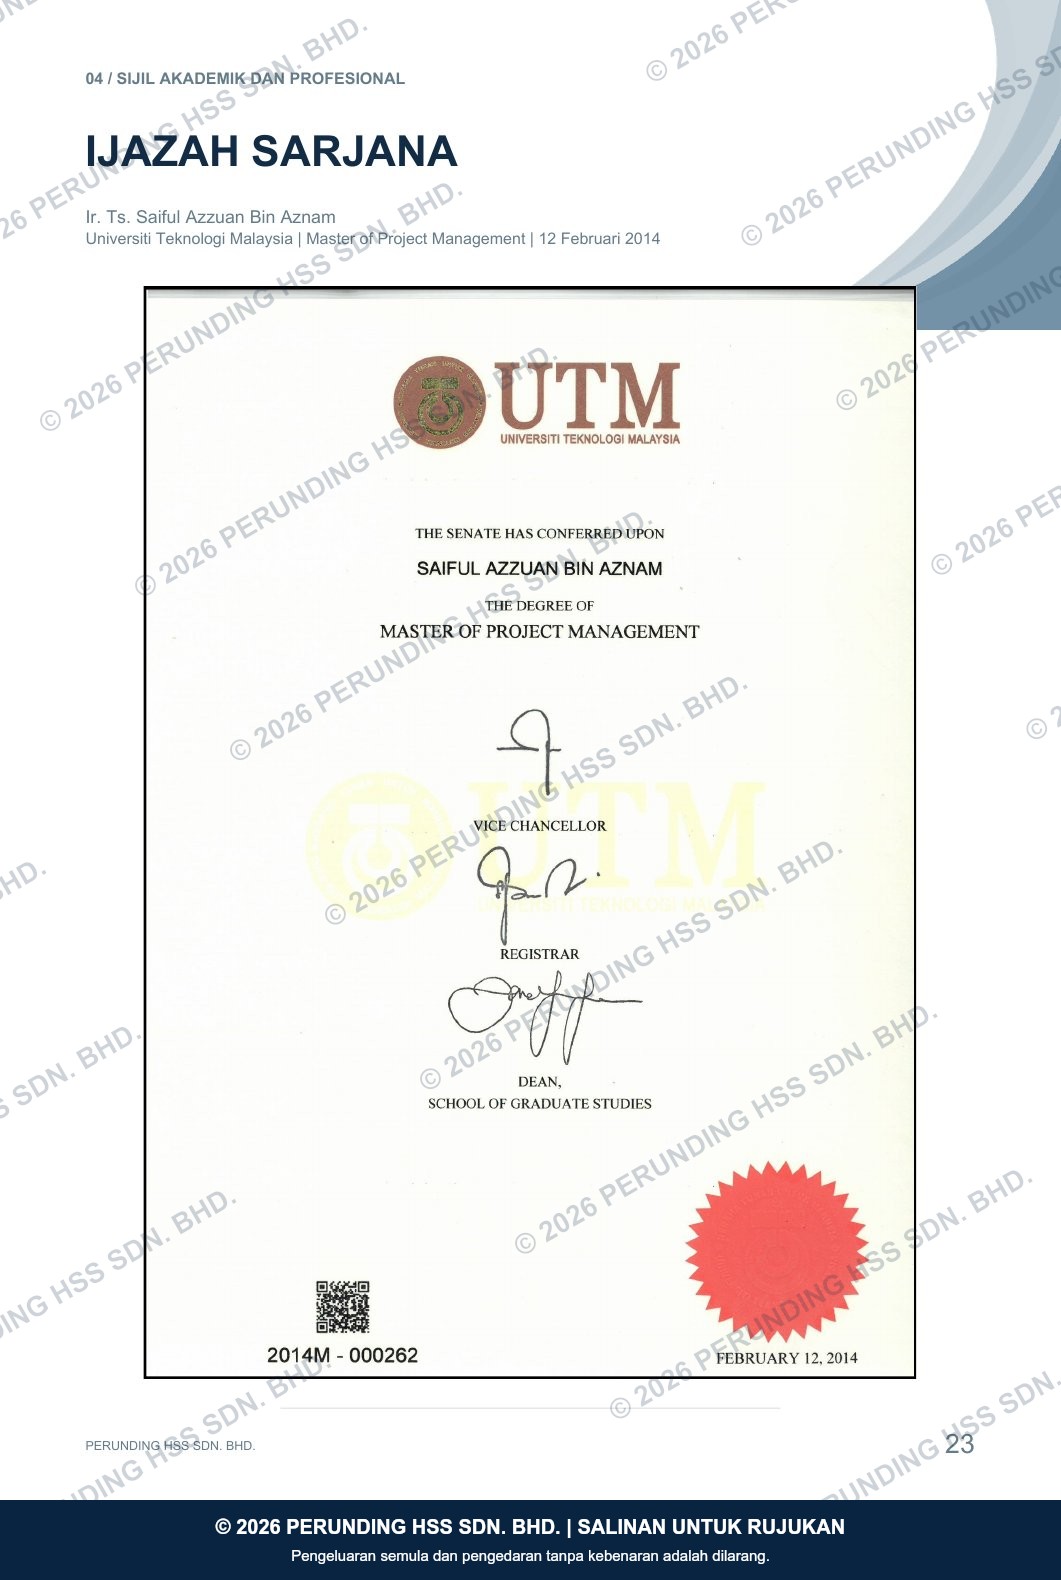 04 / SIJIL AKADEMIK DAN PROFESIONAL
IJAZAH SARJANA
Ir. Ts. Saiful Azzuan Bin Aznam
Universiti Teknologi Malaysia | Master of Project Management | 12 Februari 2014
UTM
UNIVERSITI TEKNOLOGI MALAYSIA
THE SENATE HAS CONFERRED UPON
SAIFUL AZZUAN BIN AZNAM
THE DEGREE OF
MASTER OF PROJECT MANAGEMENT
UTM
UNIVERSITI TEKNOLOGI MALAYSIA
VICE CHANCELLOR
REGISTRAR
DEAN,
SCHOOL OF GRADUATE STUDIES
2014M - 000262
FEBRUARY 12, 2014
PERUNDING HSS SDN. BHD.
23
© 2026 PERUNDING HSS SDN. BHD. | SALINAN UNTUK RUJUKAN
Pengeluaran semula dan pengedaran tanpa kebenaran adalah dilarang.
© 2026 PERUNDING HSS SDN. BHD.